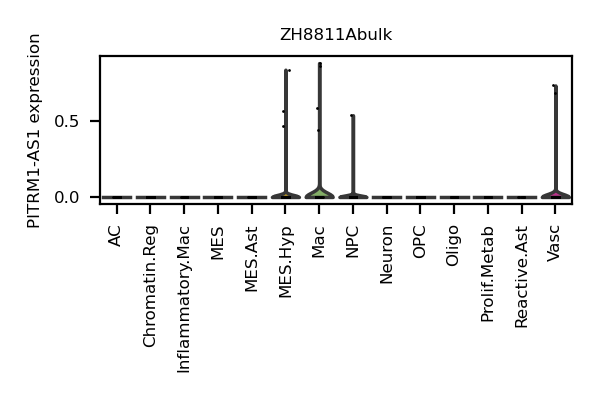 ZH8811Abulk
PITRM1-AS1 expression
0.5
0.0
AC
Chromatin.Reg
Inflammatory.Mac
MES
MES.Ast
MES.Hyp
Mac
NPC
Neuron
OPC
Oligo
Prolif.Metab
Reactive.Ast
Vasc